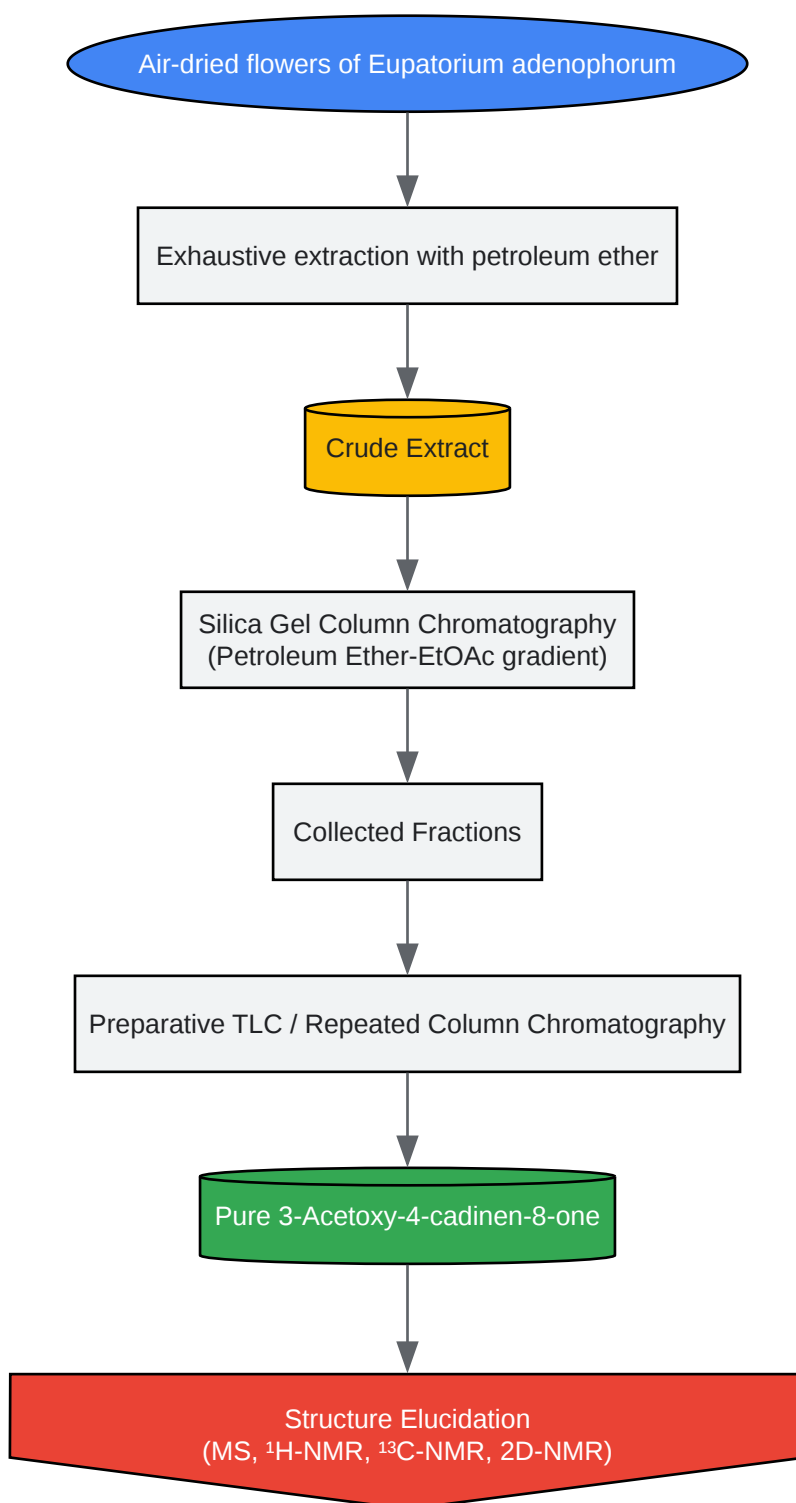 Air-dried flowers of Eupatorium adenophorum
Exhaustive extraction with petroleum ether
Crude Extract
Silica Gel Column Chromatography
(Petroleum Ether-EtOAc gradient)
Collected Fractions
Preparative TLC / Repeated Column Chromatography
Pure 3-Acetoxy-4-cadinen-8-one
Structure Elucidation
(MS, ¹H-NMR, ¹³C-NMR, 2D-NMR)